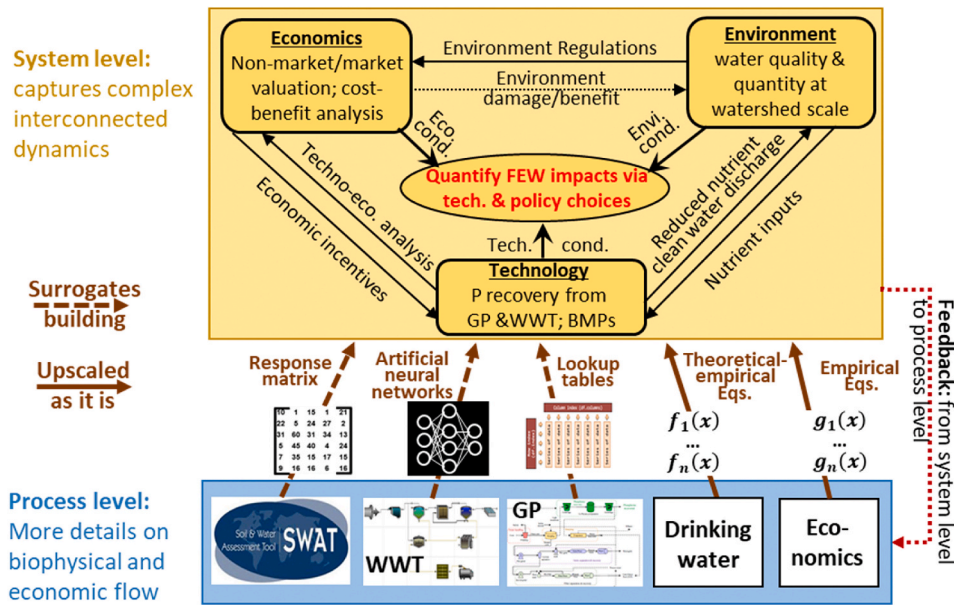 System level:
captures complex
interconnected
dynamics
Economics
Non-market/market
valuation; cost-
benefit analysis
Environment Regulations
Environment
damage/benefit
Environment
water quality &
quantity at
watershed scale
Eco.
cond.
Envi.
cond.
Quantify FEW impacts via
tech. & policy choices
Techno-eco. analysis
Economic incentives
Reduced nutrient
clean water discharge
Nutrient inputs
Tech. cond.
Technology
P recovery from
GP &WWT; BMPs
Surrogates
building
Upscaled
as it is
Response
matrix
Artificial
neural
networks
Lookup
tables
Theoretical-
empirical
Eqs.
Empirical
Eqs.
Feedback: from system level
to process level
10 1 15 1 21
22 5 24 27 2
31 60 31 34 13
5 45 40 4 24
7 35 15 17 15
9 16 6 16
f₁(x)
...
fₙ(x)
g₁(x)
...
gₙ(x)
Process level:
More details on
biophysical and
economic flow
Soil & Water
Assessment Tool
SWAT
WWT
GP
Drinking
water
Eco-
nomics